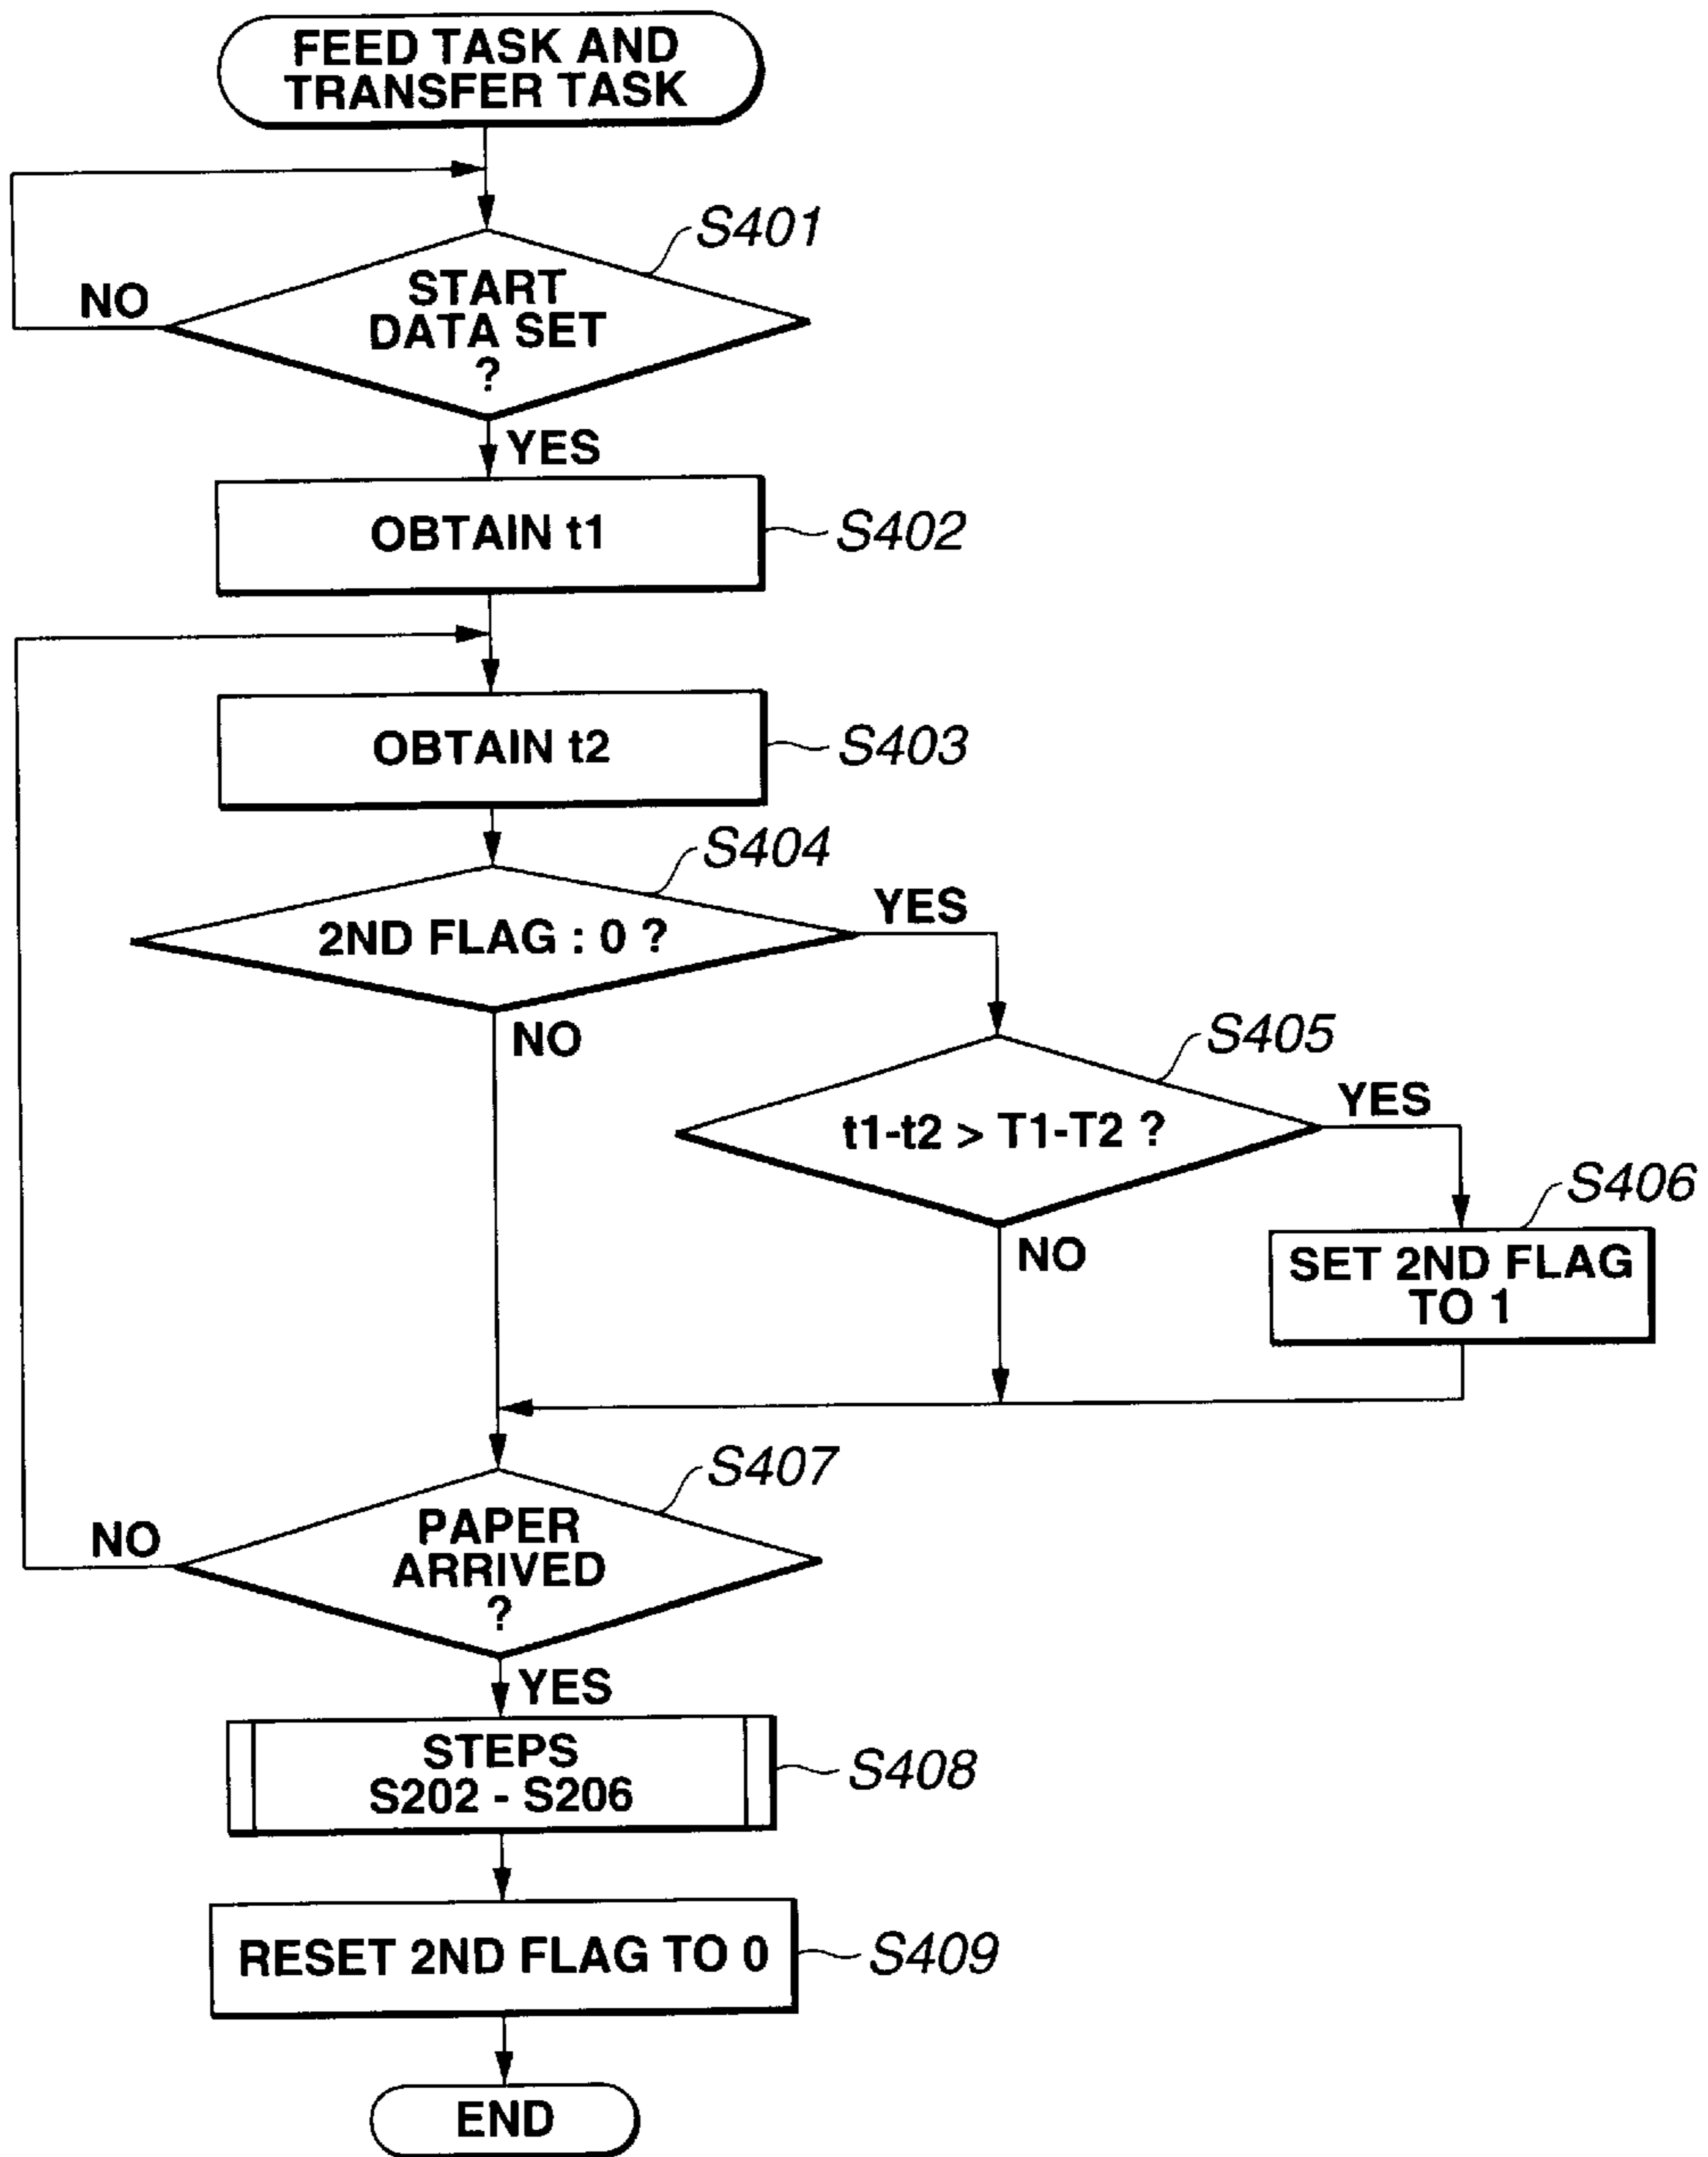 FEED TASK AND
TRANSFER TASK
S401
START
DATA SET
?
NO
YES
OBTAIN t1
S402
OBTAIN t2
S403
S404
2ND FLAG : 0 ?
YES
NO
S405
t1-t2 > T1-T2 ?
YES
NO
S406
SET 2ND FLAG
TO 1
S407
PAPER
ARRIVED
?
NO
YES
STEPS
S202 - S206
S408
RESET 2ND FLAG TO 0
S409
END